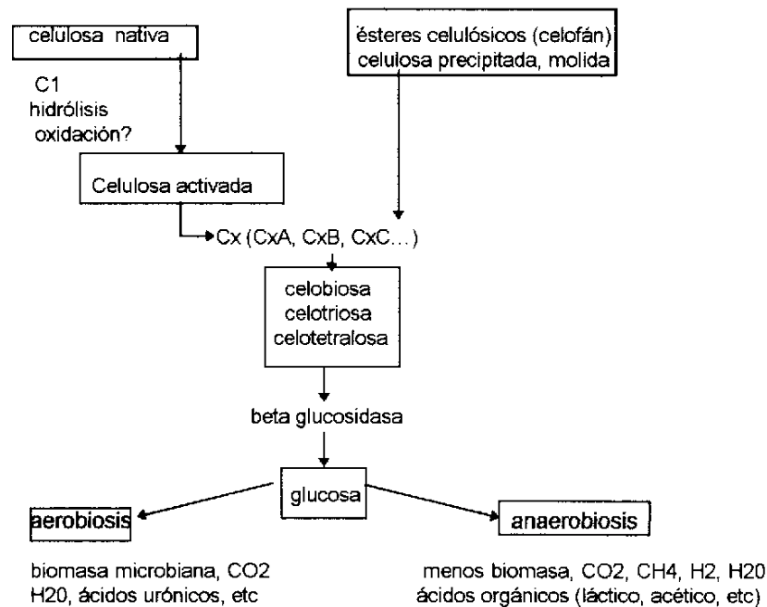 celulosa nativa
ésteres celulósicos (celofán)
celulosa precipitada, molida
C1
hidrólisis
oxidación?
Celulosa activada
Cx (CxA, CxB, CxC...)
celobiosa
celotriosa
celotetralosa
beta glucosidasa
glucosa
aerobiosis
anaerobiosis
biomasa microbiana, CO2
H20, ácidos urónicos, etc
menos biomasa, CO2, CH4, H2, H20
ácidos orgánicos (láctico, acético, etc)